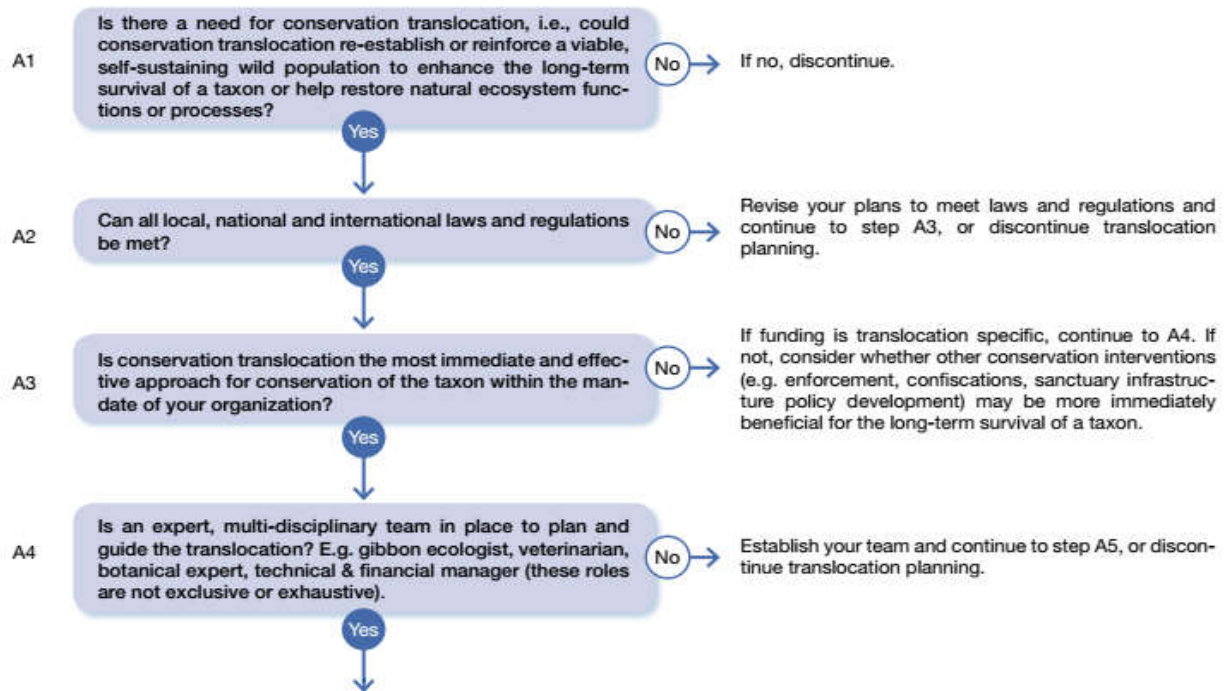 A1
Is there a need for conservation translocation, i.e., could
conservation translocation re-establish or reinforce a viable,
self-sustaining wild population to enhance the long-term
survival of a taxon or help restore natural ecosystem func-
tions or processes?
No
If no, discontinue.
Yes
A2
Can all local, national and international laws and regulations
be met?
No
Revise your plans to meet laws and regulations and
continue to step A3, or discontinue translocation
planning.
Yes
A3
Is conservation translocation the most immediate and effec-
tive approach for conservation of the taxon within the man-
date of your organization?
No
If funding is translocation specific, continue to A4. If
not, consider whether other conservation interventions
(e.g. enforcement, confiscations, sanctuary infrastruc-
ture policy development) may be more immediately
beneficial for the long-term survival of a taxon.
Yes
A4
Is an expert, multi-disciplinary team in place to plan and
guide the translocation? E.g. gibbon ecologist, veterinarian,
botanical expert, technical & financial manager (these roles
are not exclusive or exhaustive).
No
Establish your team and continue to step A5, or discon-
tinue translocation planning.
Yes